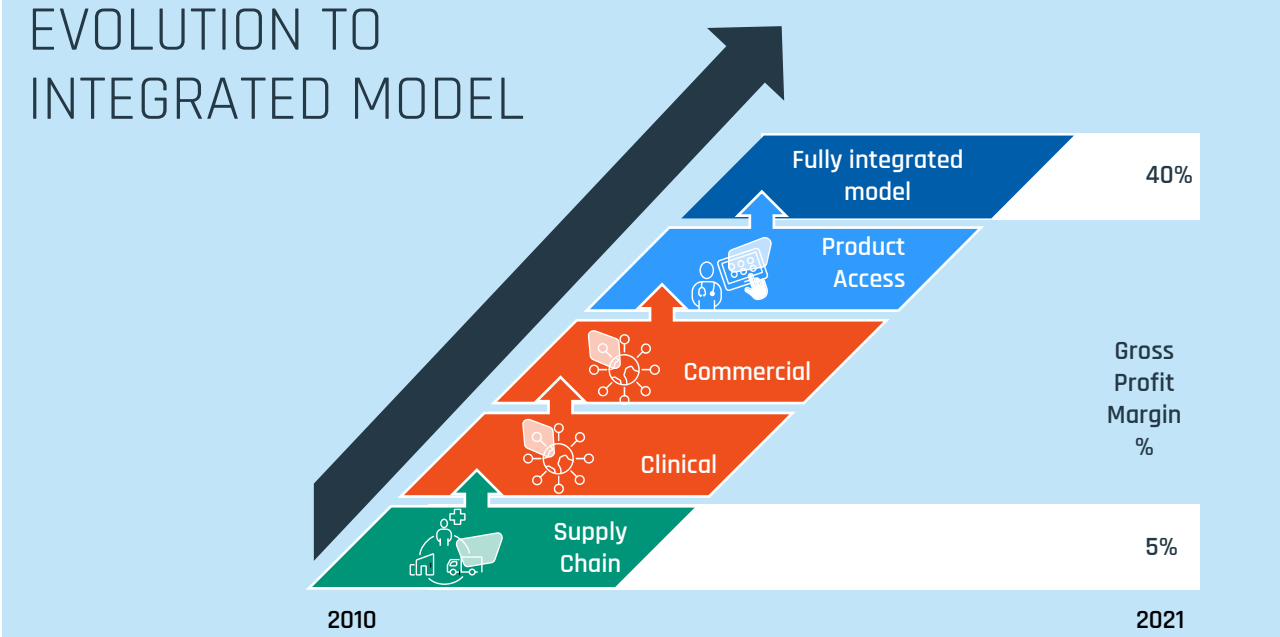 EVOLUTION TO
INTEGRATED MODEL
Fully integrated
model
40%
Product
Access
Commercial
Gross
Profit
Margin
%
Clinical
Supply
Chain
5%
2010
2021